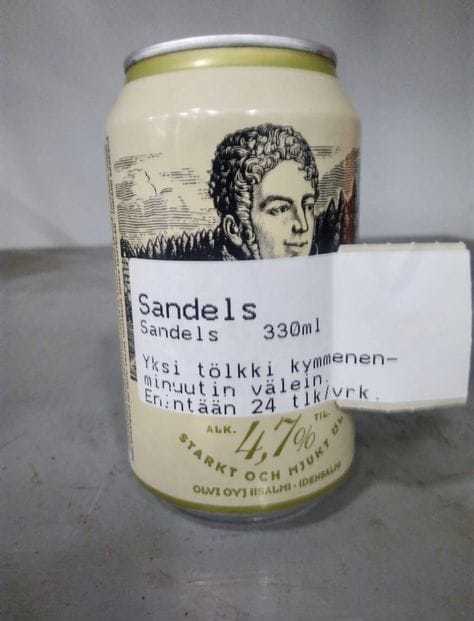 Sandels
Sandels 330ml
Yksi tölkki kymmenen-
minuutin välein.
Enintään 24 tlk/vrk.
ALK. 4,7% TIL.
STARKT OCH MJUKT
OLVI OYJ IISALMI - IDENSALMI